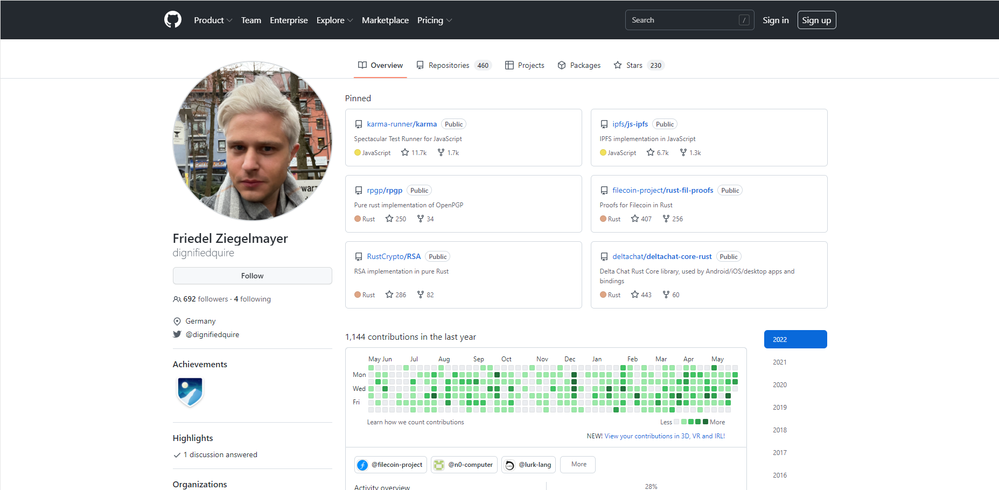 Product Team Enterprise Explore Marketplace Pricing Search / Sign in Sign up
Overview Repositories 460 Projects Packages Stars 230
Friedel Ziegelmayer
dignifiedquire
Follow
692 followers · 4 following
Germany
@dignifiedquire
Achievements
Highlights
1 discussion answered
Organizations
Pinned
karma-runner/karma Public
Spectacular Test Runner for JavaScript
JavaScript 11.7k 1.7k
ipfs/js-ipfs Public
IPFS implementation in JavaScript
JavaScript 6.7k 1.3k
rpgp/rpgp Public
Pure rust implementation of OpenPGP
Rust 250 34
filecoin-project/rust-fil-proofs Public
Proofs for Filecoin in Rust
Rust 407 256
RustCrypto/RSA Public
RSA implementation in pure Rust
Rust 286 82
deltachat/deltachat-core-rust Public
Delta Chat Rust Core library, used by Android/iOS/desktop apps and
bindings
Rust 443 60
1,144 contributions in the last year
May Jun Jul Aug Sep Oct Nov Dec Jan Feb Mar Apr May
Mon
Wed
Fri
Learn how we count contributions
Less More
NEW! View your contributions in 3D, VR and IRL!
@filecoin-project @n0-computer @lurk-lang More
Activity overview
28%
2022
2021
2020
2019
2018
2017
2016